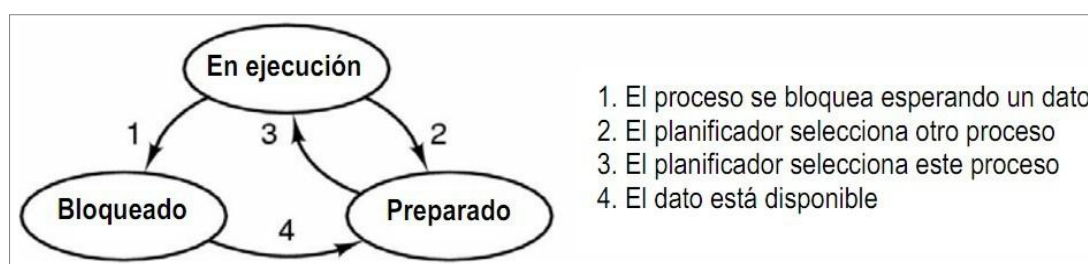 En ejecución
1
3
2
Bloqueado
4
Preparado
1. El proceso se bloquea esperando un dato
2. El planificador selecciona otro proceso
3. El planificador selecciona este proceso
4. El dato está disponible